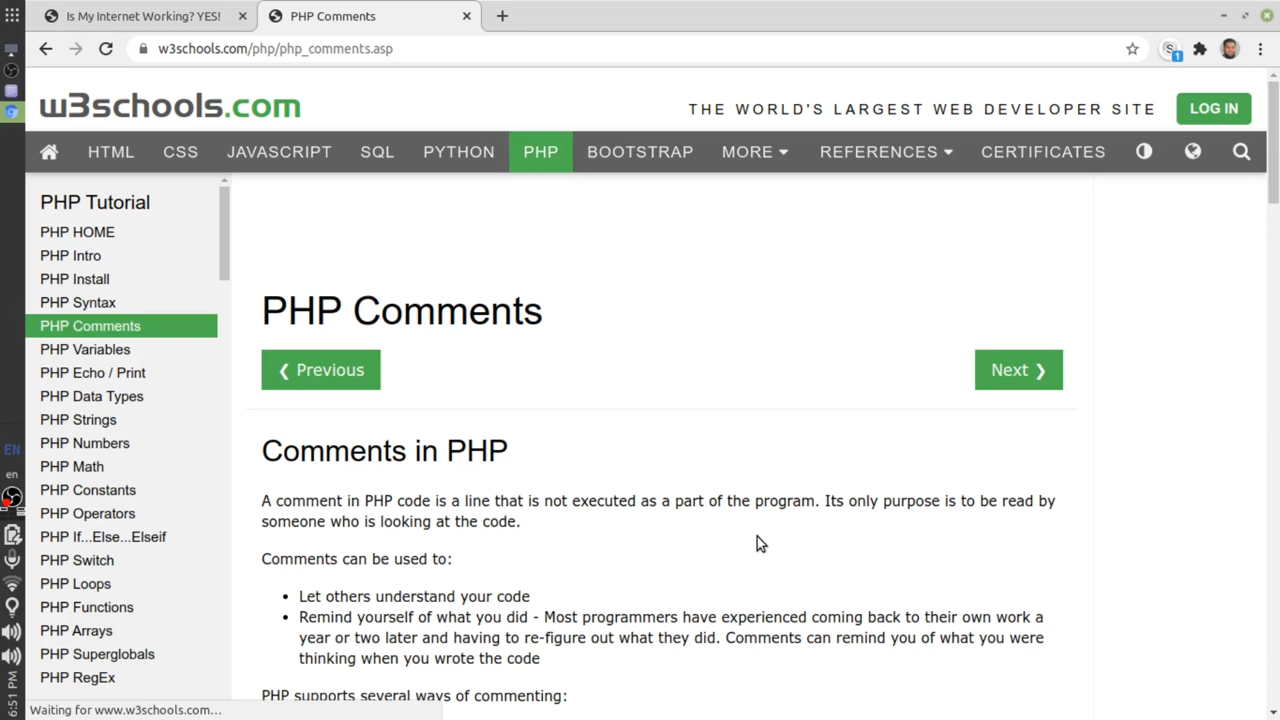 Is My Internet Working? YES!
PHP Comments
w3schools.com/php/php_comments.asp
1
w3schools.com
THE WORLD'S LARGEST WEB DEVELOPER SITE
LOG IN
HTML CSS JAVASCRIPT SQL PYTHON PHP BOOTSTRAP MORE REFERENCES CERTIFICATES
PHP Tutorial
PHP HOME
PHP Intro
PHP Install
PHP Syntax
PHP Comments
PHP Variables
PHP Echo / Print
PHP Data Types
PHP Strings
PHP Numbers
PHP Math
PHP Constants
PHP Operators
PHP If...Else...Elseif
PHP Switch
PHP Loops
PHP Functions
PHP Arrays
PHP Superglobals
PHP RegEx
PHP Comments
❮ Previous
Next ❯
Comments in PHP
A comment in PHP code is a line that is not executed as a part of the program. Its only purpose is to be read by
someone who is looking at the code.
Comments can be used to:
• Let others understand your code
• Remind yourself of what you did - Most programmers have experienced coming back to their own work a
year or two later and having to re-figure out what they did. Comments can remind you of what you were
thinking when you wrote the code
PHP supports several ways of commenting:
EN
en
6:51 PM
Waiting for www.w3schools.com...